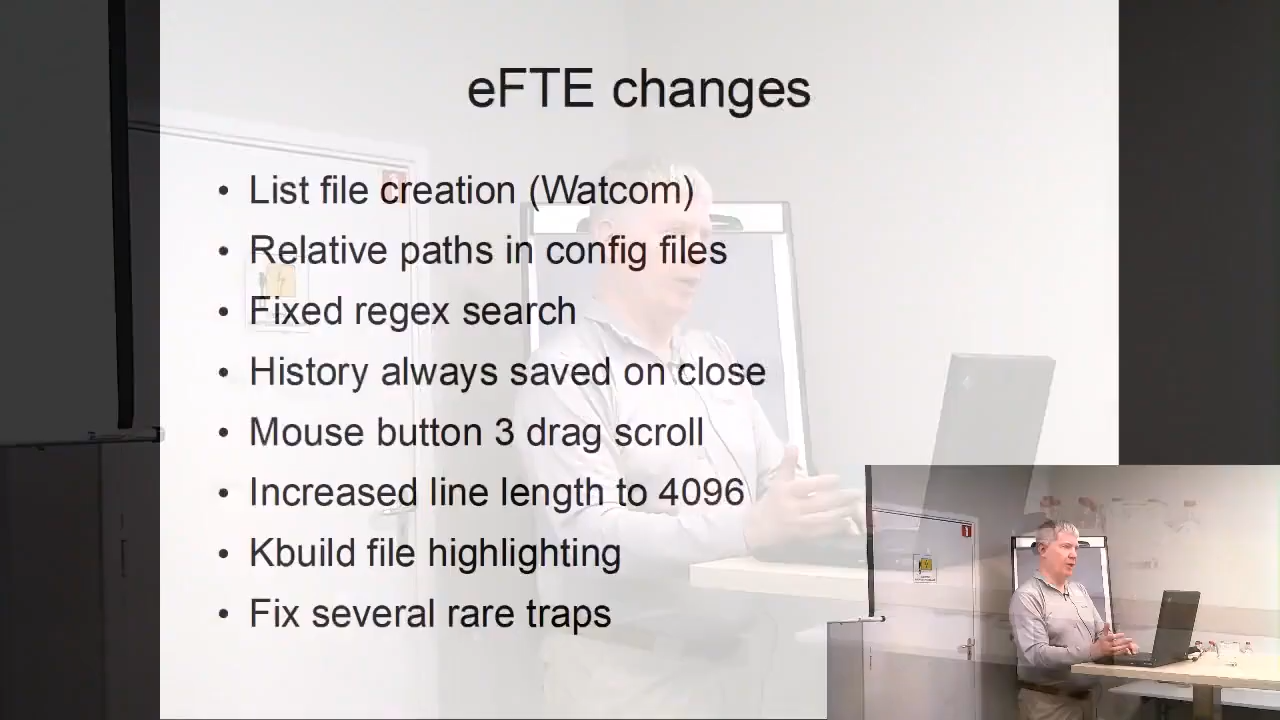 eFTE changes
• List file creation (Watcom)
• Relative paths in config files
• Fixed regex search
• History always saved on close
• Mouse button 3 drag scroll
• Increased line length to 4096
• Kbuild file highlighting
• Fix several rare traps